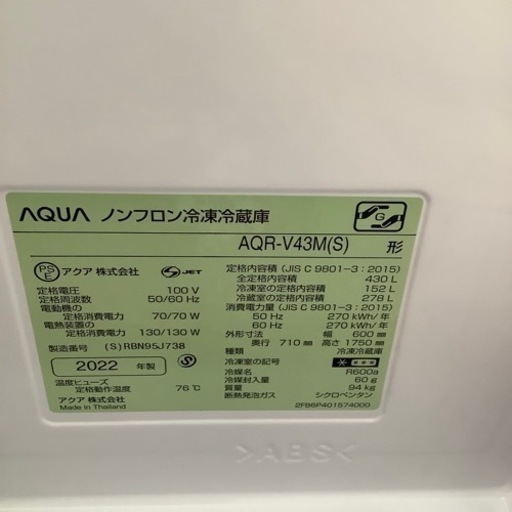 AQUA ノンフロン冷凍冷蔵庫
G
AQR-V43M(S) 形
PS E アクア 株式会社 S JET
定格電圧 100 V
定格周波数 50/60 Hz
電動機の
定格消費電力 70/70 W
電熱装置の
定格消費電力 130/130 W
製造番号 (S)RBN95J738
2022 年製
温度ヒューズ
定格動作温度 76℃
アクア 株式会社
Made in Thailand
定格内容積 (JIS C 9801-3 : 2015)
全定格内容積 430 L
冷凍室の定格内容積 152 L
冷蔵室の定格内容積 278 L
消費電力量 (JIS C 9801-3 : 2015)
50 Hz 270 kWh/年
60 Hz 270 kWh/年
外形寸法 幅 600 mm
奥行 710 mm 高さ 1750 mm
種類 冷凍冷蔵庫
冷凍室の記号
冷媒 R600a
冷媒封入量 60 g
質量 94 kg
断熱発泡ガス シクロペンタン
2FB6P401574000
>ABS<